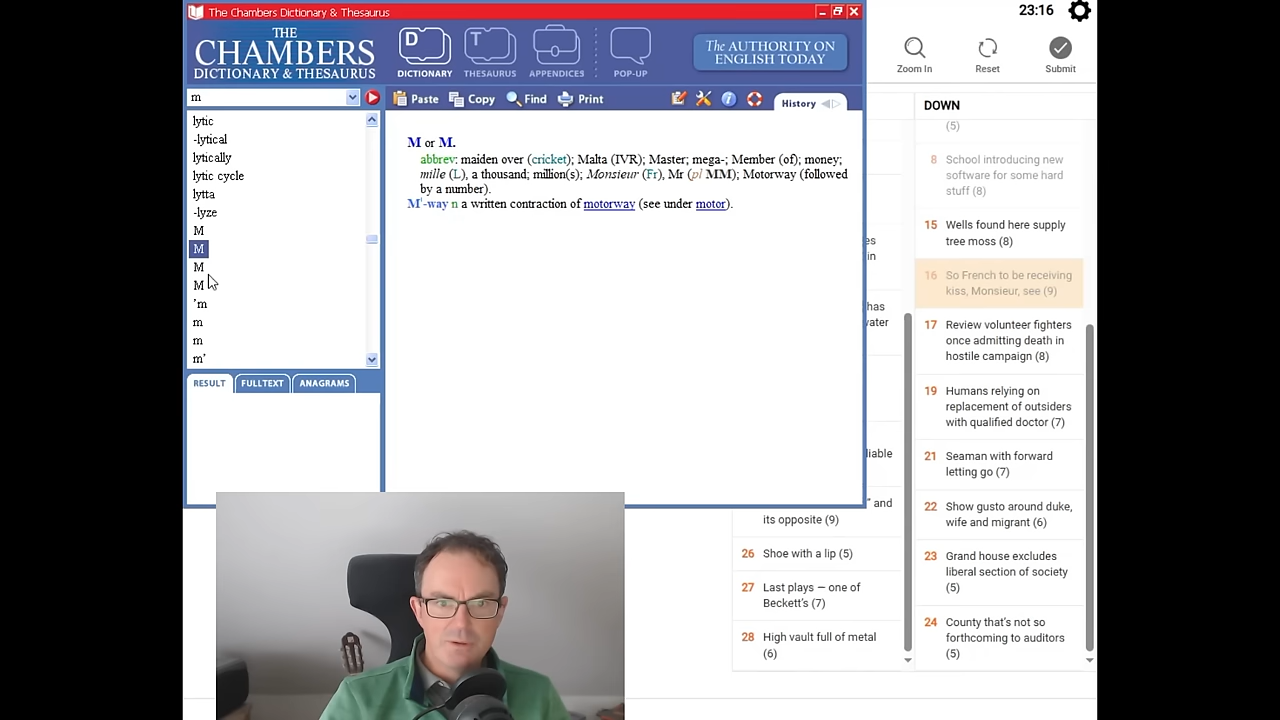 The Chambers Dictionary & Thesaurus
THE
CHAMBERS
DICTIONARY & THESAURUS
D
DICTIONARY
T
THESAURUS
APPENDICES
POP-UP
The AUTHORITY ON
ENGLISH TODAY
m
Paste
Copy
Find
Print
History
lytic
-lytical
lytically
lytic cycle
lytta
-lyze
M
M
M
M
'm
m
m
m'
RESULT
FULLTEXT
ANAGRAMS
M or M.
abbrev: maiden over (cricket); Malta (IVR); Master; mega-; Member (of); money;
mille (L), a thousand; million(s); Monsieur (Fr), Mr (pl MM); Motorway (followed
by a number).
M'-way n a written contraction of motorway (see under motor).
23:16
Zoom In
Reset
Submit
es
in
has
water
liable
" and
its opposite (9)
26 Shoe with a lip (5)
27 Last plays — one of
Beckett's (7)
28 High vault full of metal
(6)
DOWN
(5)
8 School introducing new
software for some hard
stuff (8)
15 Wells found here supply
tree moss (8)
16 So French to be receiving
kiss, Monsieur, see (9)
17 Review volunteer fighters
once admitting death in
hostile campaign (8)
19 Humans relying on
replacement of outsiders
with qualified doctor (7)
21 Seaman with forward
letting go (7)
22 Show gusto around duke,
wife and migrant (6)
23 Grand house excludes
liberal section of society
(5)
24 County that's not so
forthcoming to auditors
(5)